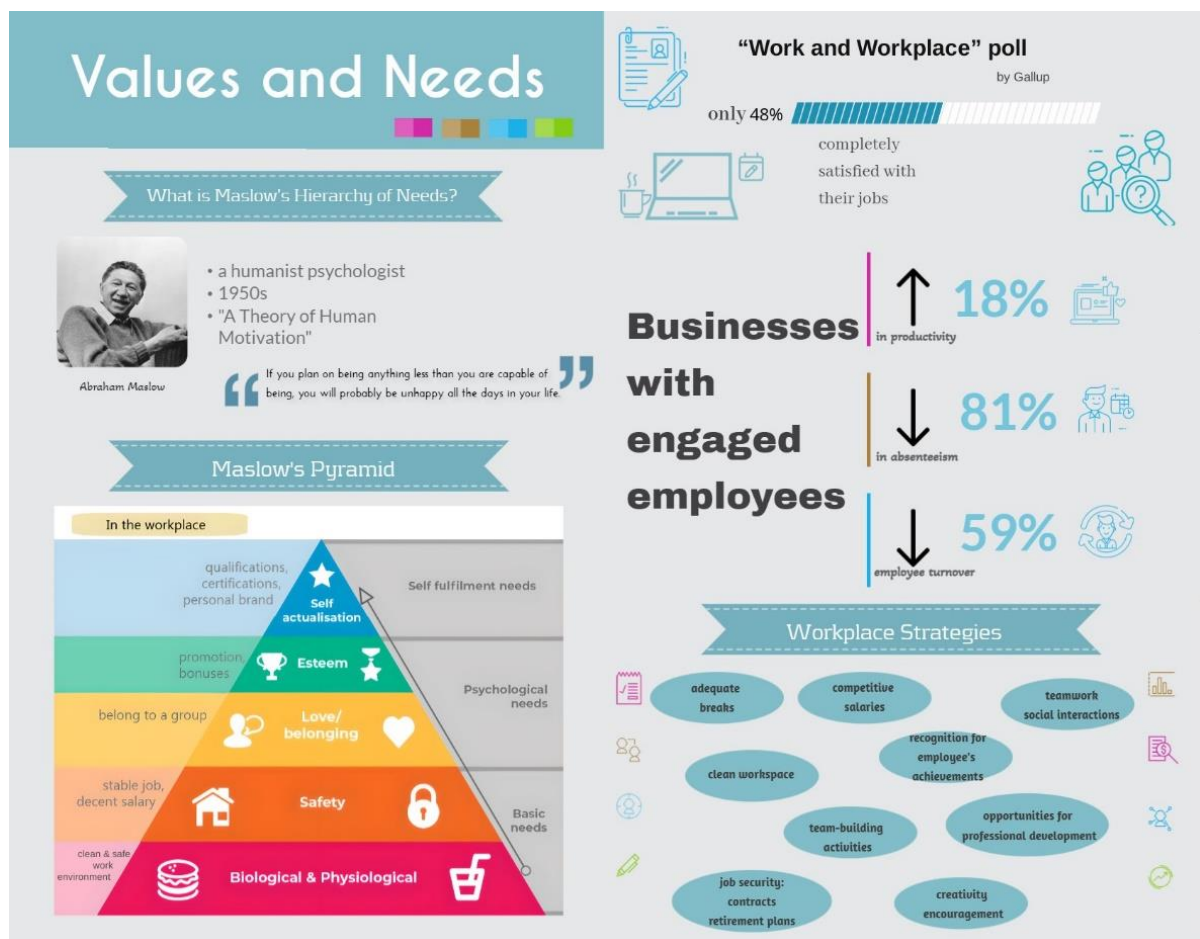 Values and Needs
What is Maslow's Hierarchy of Needs?
• a humanist psychologist
• 1950s
• "A Theory of Human
Motivation"
Abraham Maslow
“ If you plan on being anything less than you are capable of
being, you will probably be unhappy all the days in your life. ”
Maslow's Pyramid
In the workplace
qualifications,
certifications,
personal brand
Self
actualisation
Self fulfilment needs
promotion,
bonuses
Esteem
Psychological
needs
belong to a group
Love/
belonging
stable job,
decent salary
Safety
Basic
needs
clean & safe
work
environment
Biological & Physiological
“Work and Workplace” poll
by Gallup
only 48%
completely
satisfied with
their jobs
Businesses
with
engaged
employees
18%
in productivity
81%
in absenteeism
59%
employee turnover
Workplace Strategies
adequate
breaks
competitive
salaries
teamwork
social interactions
clean workspace
recognition for
employee's
achievements
team-building
activities
opportunities for
professional development
job security:
contracts
retirement plans
creativity
encouragement